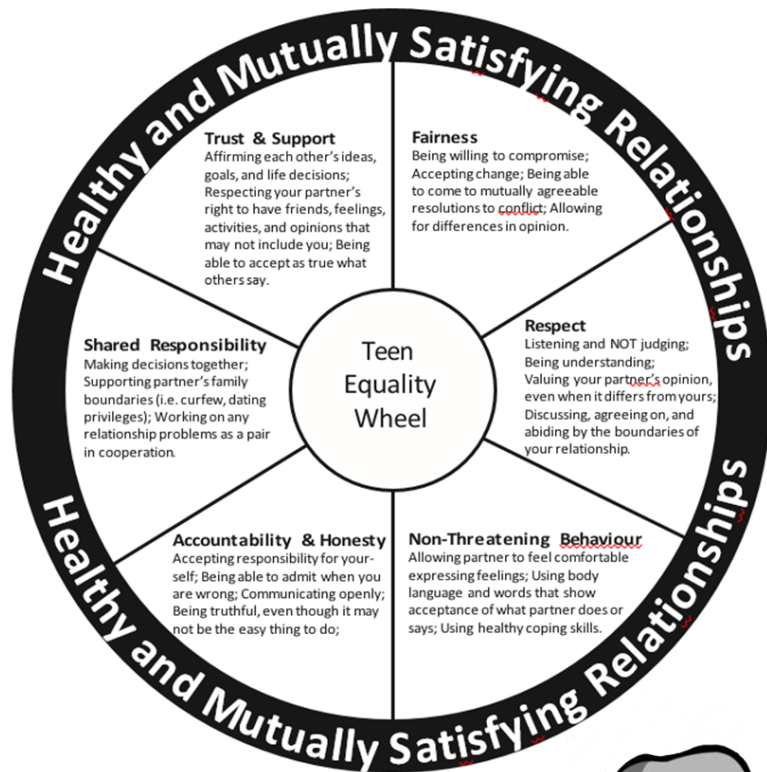 Healthy and Mutually Satisfying Relationships
Trust & Support
Affirming each other's ideas,
goals, and life decisions;
Respecting your partner's
right to have friends, feelings,
activities, and opinions that
may not include you; Being
able to accept as true what
others say.
Fairness
Being willing to compromise;
Accepting change; Being able
to come to mutually agreeable
resolutions to conflict; Allowing
for differences in opinion.
Shared Responsibility
Making decisions together;
Supporting partner's family
boundaries (i.e. curfew, dating
privileges); Working on any
relationship problems as a pair
in cooperation.
Teen
Equality
Wheel
Respect
Listening and NOT judging;
Being understanding;
Valuing your partner's opinion,
even when it differs from yours;
Discussing, agreeing on, and
abiding by the boundaries of
your relationship.
Accountability & Honesty
Accepting responsibility for your-
self; Being able to admit when you
are wrong; Communicating openly;
Being truthful, even though it may
not be the easy thing to do;
Non-Threatening Behaviour
Allowing partner to feel comfortable
expressing feelings; Using body
language and words that show
acceptance of what partner does or
says; Using healthy coping skills.
Healthy and Mutually Satisfying Relationships